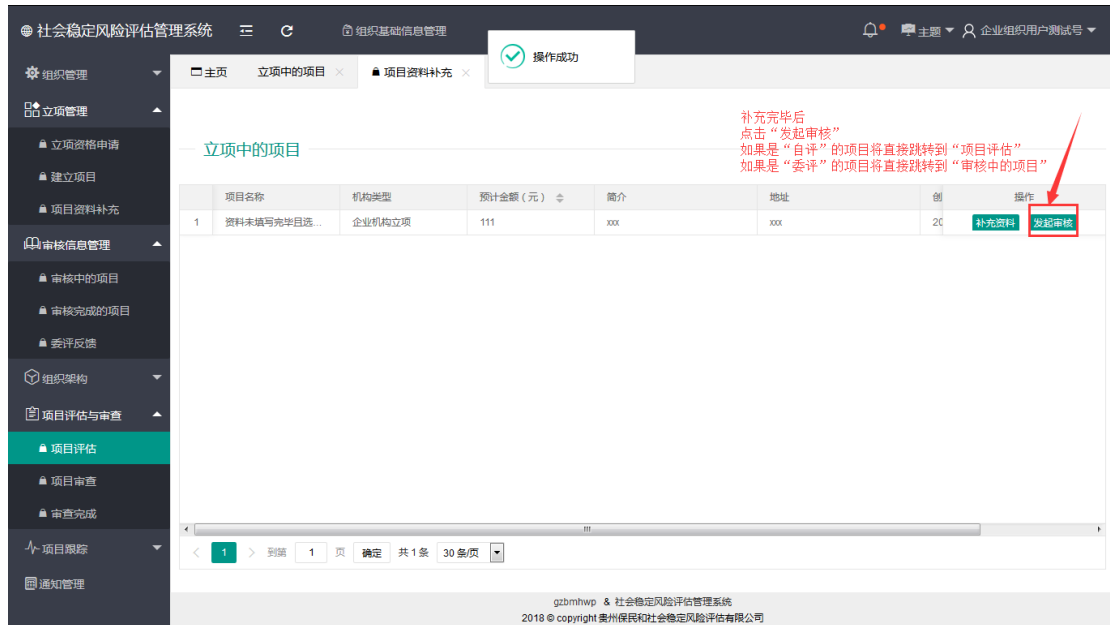 社会稳定风险评估管理系统
组织基础信息管理
主题
企业组织用户测试号
操作成功
主页
立项中的项目
项目资料补充
组织管理
立项管理
立项资格申请
建立项目
项目资料补充
审核信息管理
审核中的项目
审核完成的项目
委评反馈
组织架构
项目评估与审查
项目评估
项目审查
审查完成
项目跟踪
通知管理
补充完毕后
点击“发起审核”
如果是“自评”的项目将直接跳转到“项目评估”
如果是“委评”的项目将直接跳转到“审核中的项目”
立项中的项目
项目名称 机构类型 预计金额（元） 简介 地址 创 操作
1 资料未填写完毕且选... 企业机构立项 111 xxx xxx 20 补充资料 发起审核
1 到第 1 页 确定 共 1 条 30 条/页
gzbmhwp & 社会稳定风险评估管理系统
2018 © copyright 贵州保民和社会稳定风险评估有限公司